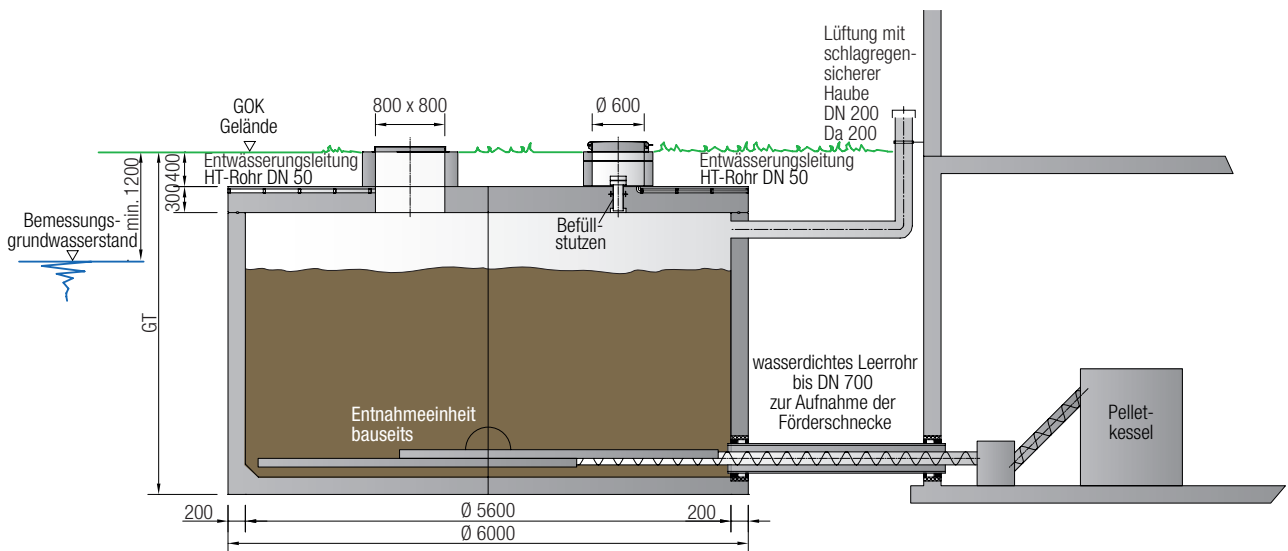 Lüftung mit
schlagregen-
sicherer
Haube
DN 200
Da 200
GOK
Gelände
800 x 800
Ø 600
Entwässerungsleitung
HT-Rohr DN 50
Entwässerungsleitung
HT-Rohr DN 50
400
300
min. 1200
Bemessungs-
grundwasserstand
Befüll-
stutzen
GT
wasserdichtes Leerrohr
bis DN 700
zur Aufnahme der
Förderschnecke
Entnahmeeinheit
bauseits
Pellet-
kessel
200
Ø 5600
200
Ø 6000